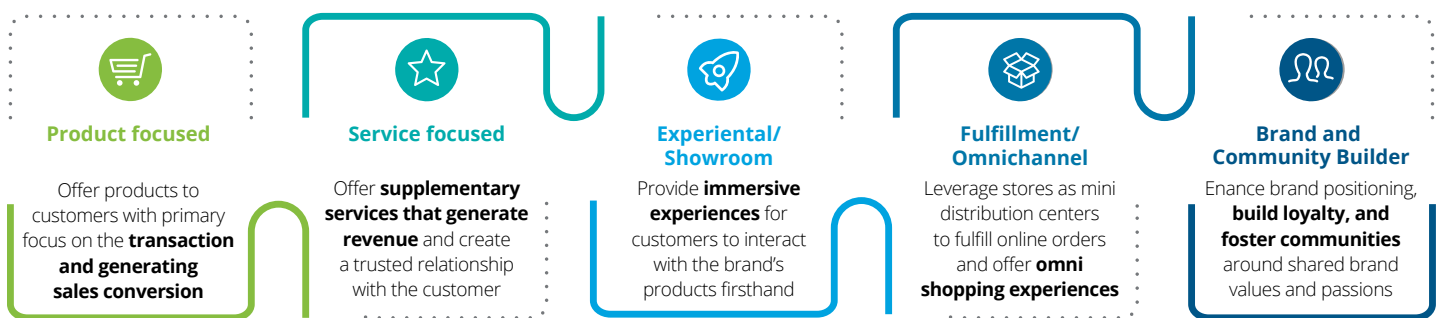 Product focused
Offer products to
customers with primary
focus on the transaction
and generating
sales conversion
Service focused
Offer supplementary
services that generate
revenue and create
a trusted relationship
with the customer
Experiental/
Showroom
Provide immersive
experiences for
customers to interact
with the brand’s
products firsthand
Fulfillment/
Omnichannel
Leverage stores as mini
distribution centers
to fulfill online orders
and offer omni
shopping experiences
Brand and
Community Builder
Enance brand positioning,
build loyalty, and
foster communities
around shared brand
values and passions